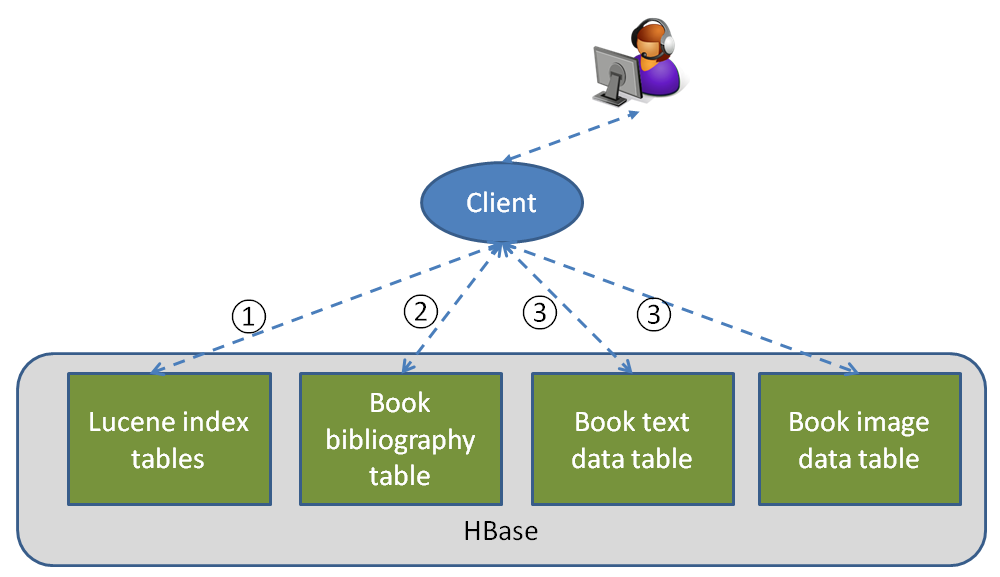 Client
①
②
③
③
Lucene index
tables
Book
bibliography
table
Book text
data table
Book image
data table
HBase